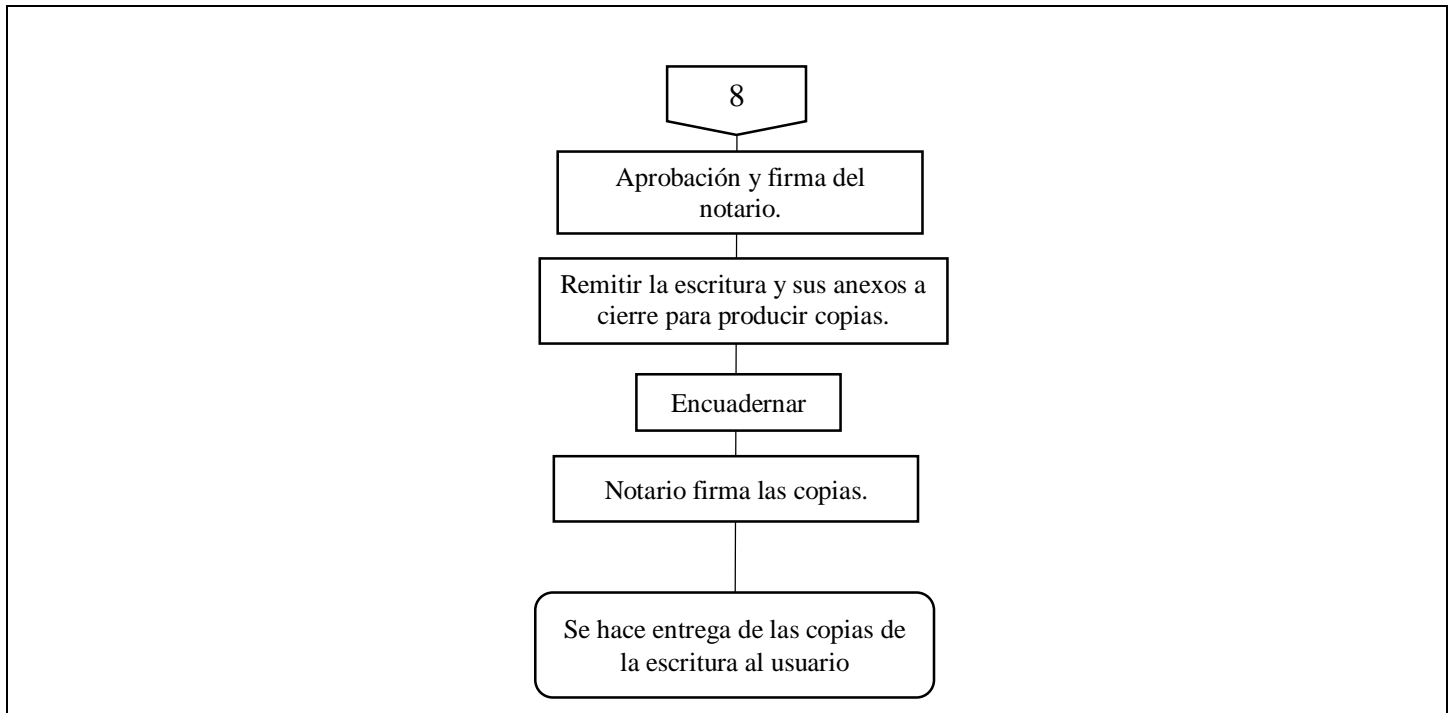 8
Aprobación y firma del
notario.
Remitir la escritura y sus anexos a
cierre para producir copias.
Encuadernar
Notario firma las copias.
Se hace entrega de las copias de
la escritura al usuario